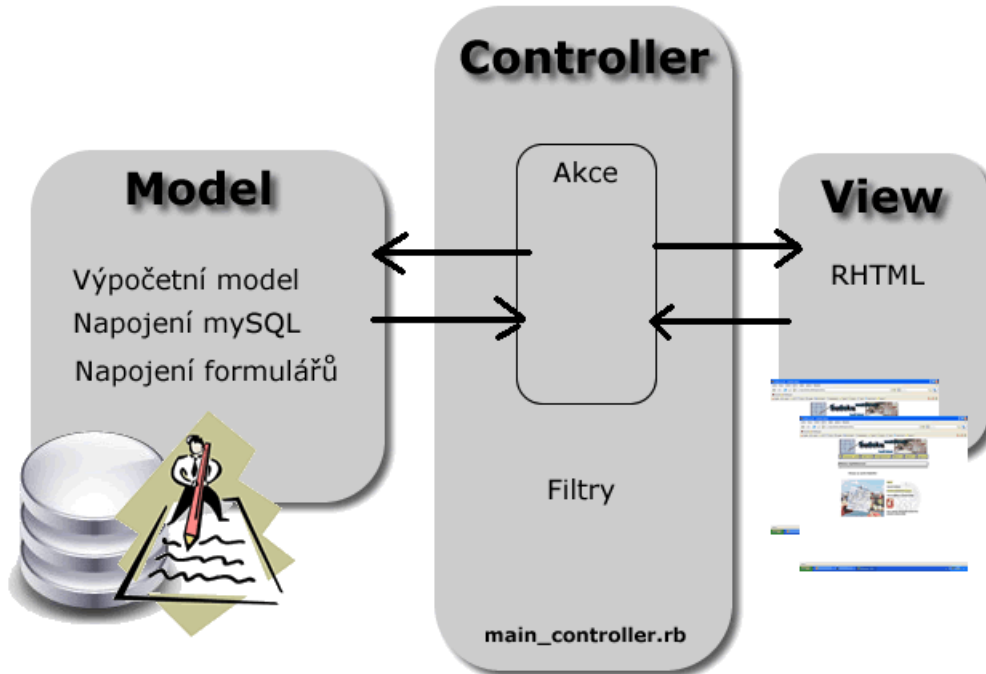 Controller
Akce
Filtry
main_controller.rb
Model
Výpočetní model
Napojení mySQL
Napojení formulářů
View
RHTML